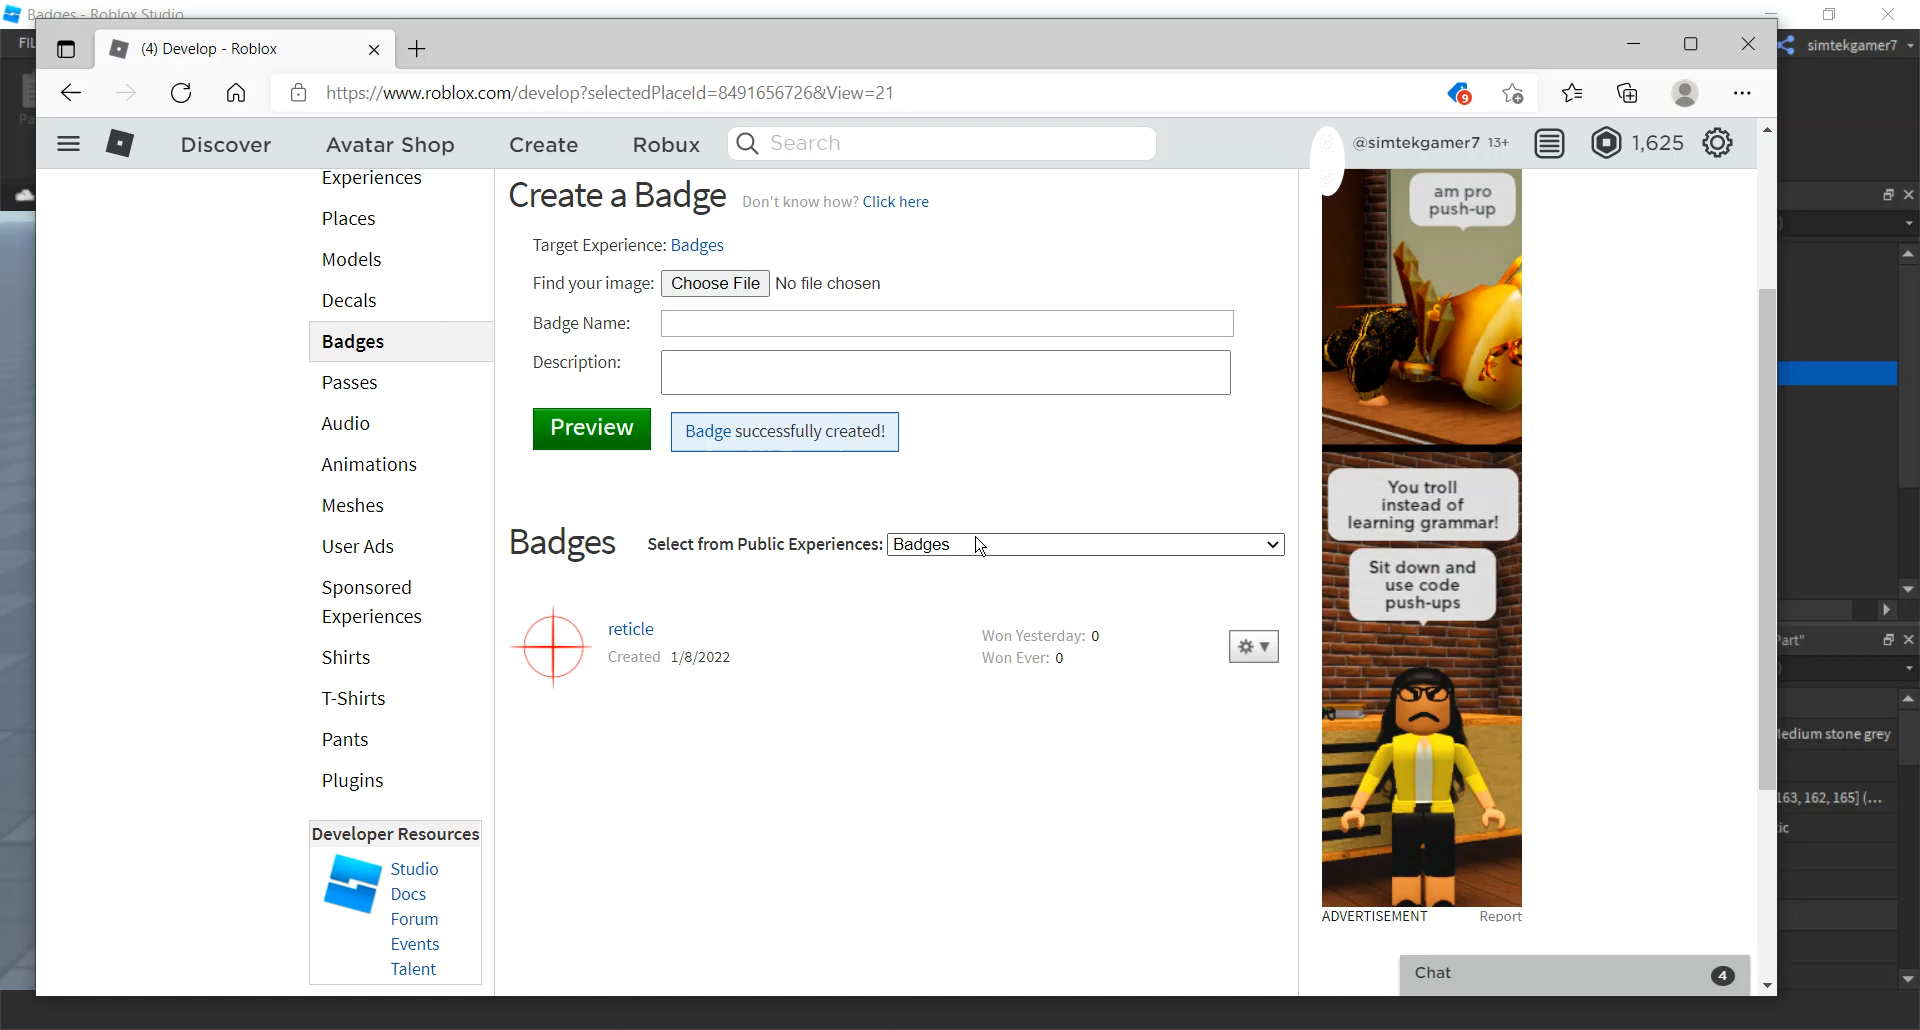 Badges - Roblox Studio
(4) Develop - Roblox
simtekgamer7
https://www.roblox.com/develop?selectedPlaceId=8491656726&View=21
9
Discover
Avatar Shop
Create
Robux
Search
@simtekgamer7 13+
1,625
Experiences
Places
Models
Decals
Badges
Passes
Audio
Animations
Meshes
User Ads
Sponsored
Experiences
Shirts
T-Shirts
Pants
Plugins
Developer Resources
Studio
Docs
Forum
Events
Talent
Create a Badge Don't know how? Click here
Target Experience: Badges
Find your image: Choose File No file chosen
Badge Name:
Description:
Preview
Badge successfully created!
Badges Select from Public Experiences: Badges
reticle
Created 1/8/2022
Won Yesterday: 0
Won Ever: 0
am pro
push-up
You troll
instead of
learning grammar!
Sit down and
use code
push-ups
ADVERTISEMENT Report
Chat 4
Part"
Medium stone grey
163, 162, 165] (...